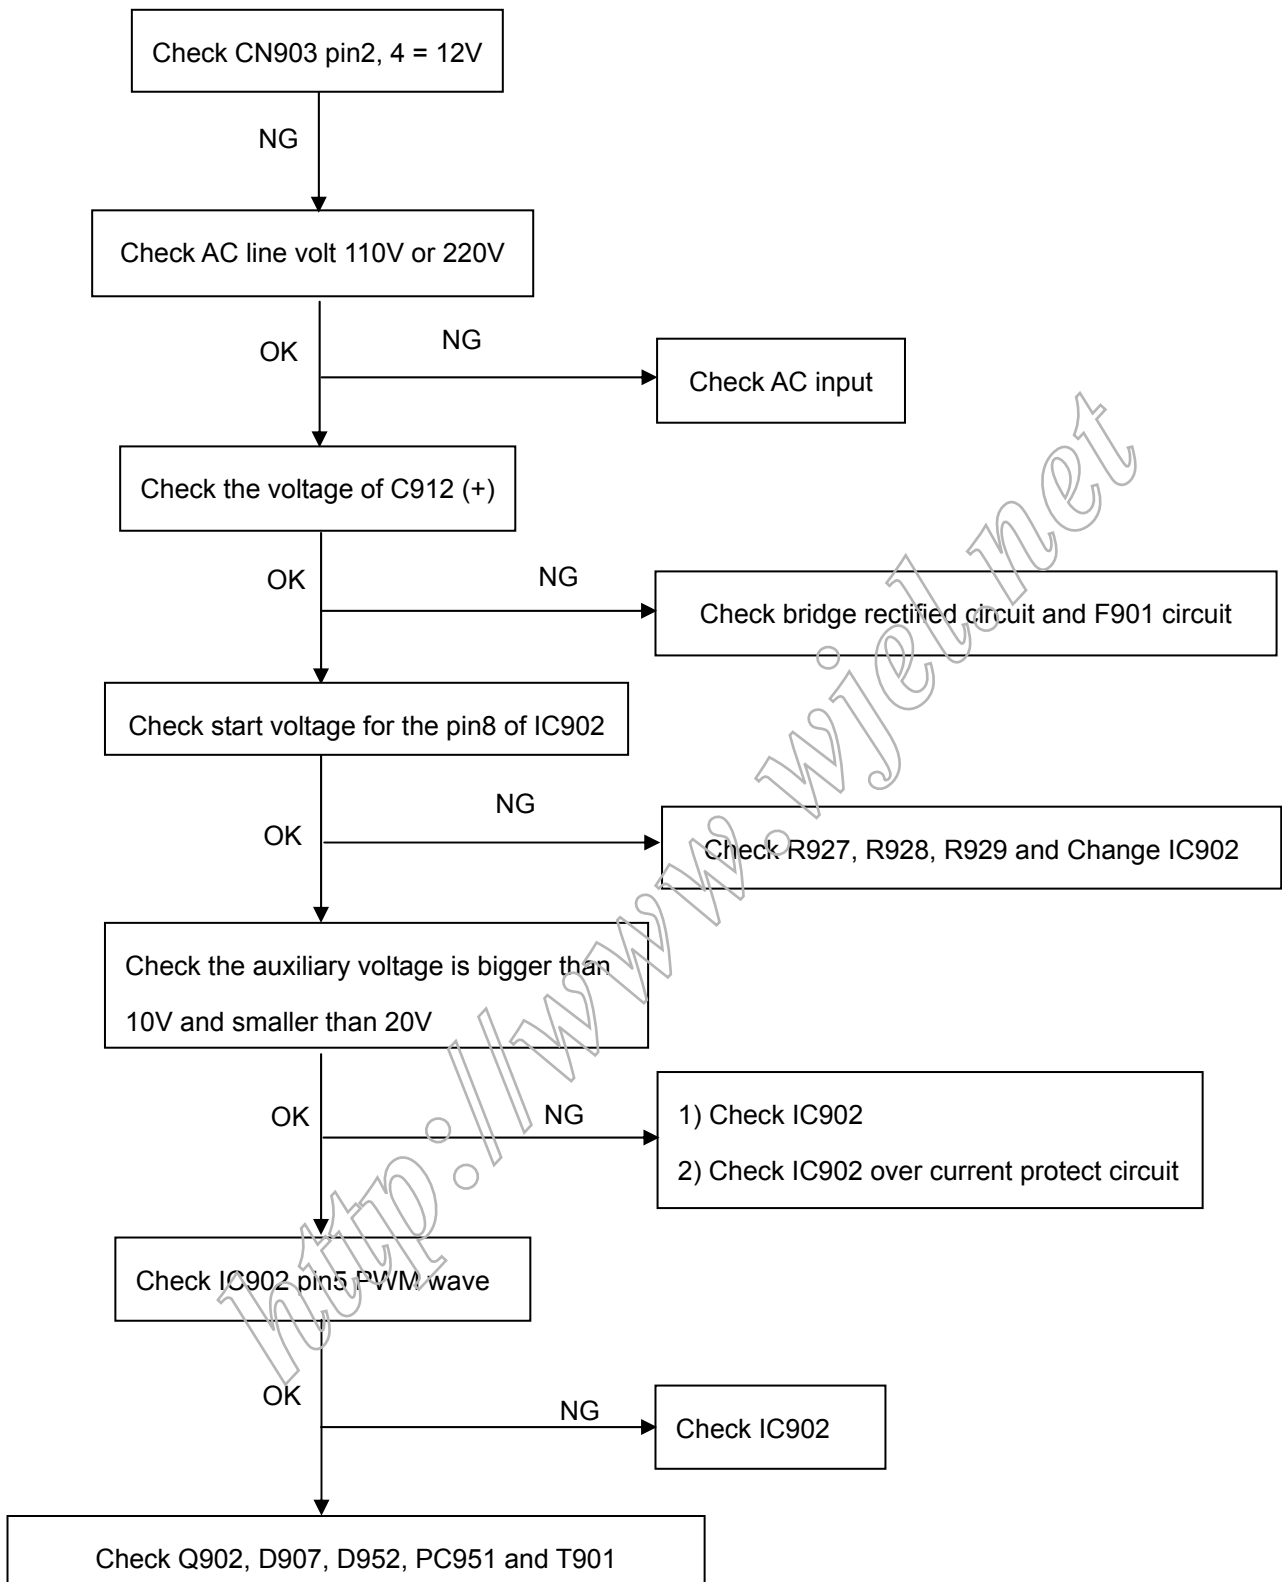 Check CN903 pin2, 4 = 12V
NG
Check AC line volt 110V or 220V
OK
NG
Check AC input
Check the voltage of C912 (+)
OK
NG
Check bridge rectified circuit and F901 circuit
Check start voltage for the pin8 of IC902
OK
NG
Check R927, R928, R929 and Change IC902
Check the auxiliary voltage is bigger than
10V and smaller than 20V
OK
NG
1) Check IC902
2) Check IC902 over current protect circuit
Check IC902 pin5 PWM wave
OK
NG
Check IC902
Check Q902, D907, D952, PC951 and T901
http://www.wjel.net